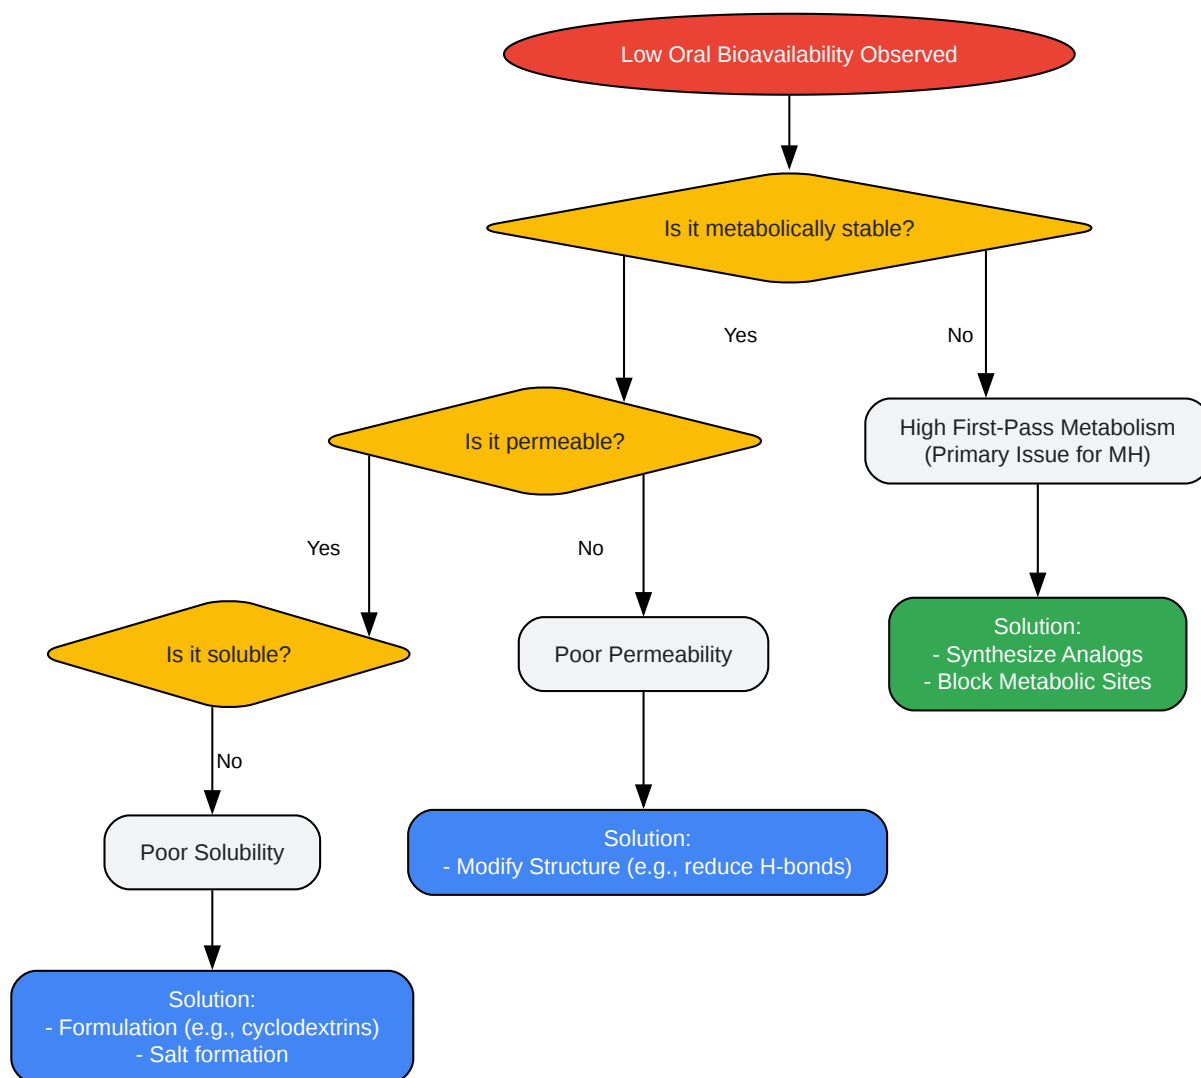 Low Oral Bioavailability Observed
Is it metabolically stable?
Yes
No
Is it permeable?
High First-Pass Metabolism
(Primary Issue for MH)
Yes
No
Is it soluble?
Poor Permeability
Solution:
- Synthesize Analogs
- Block Metabolic Sites
No
Poor Solubility
Solution:
- Modify Structure (e.g., reduce H-bonds)
Solution:
- Formulation (e.g., cyclodextrins)
- Salt formation